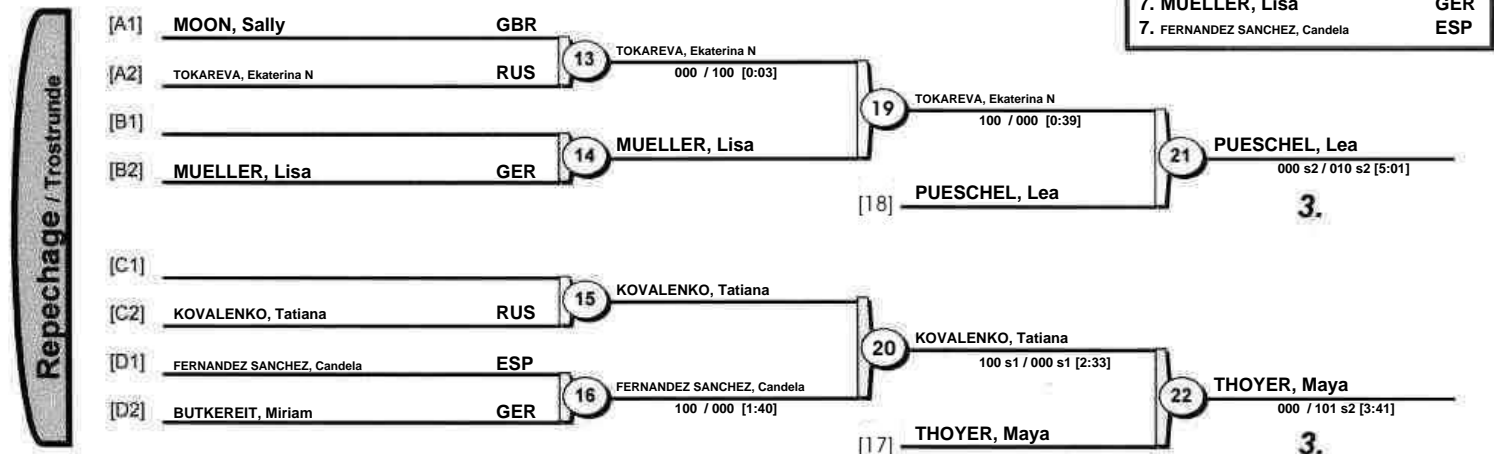 7. MUELLER, Lisa GER
7. FERNANDEZ SANCHEZ, Candela ESP
Repechage / Trostrunde
[A1] MOON, Sally GBR
[A2] TOKAREVA, Ekaterina N RUS
13 TOKAREVA, Ekaterina N
000 / 100 [0:03]
[B1]
[B2] MUELLER, Lisa GER
14 MUELLER, Lisa
19 TOKAREVA, Ekaterina N
100 / 000 [0:39]
[18] PUESCHEL, Lea
21 PUESCHEL, Lea
000 s2 / 010 s2 [5:01]
3.
[C1]
[C2] KOVALENKO, Tatiana RUS
15 KOVALENKO, Tatiana
[D1] FERNANDEZ SANCHEZ, Candela ESP
[D2] BUTKEREIT, Miriam GER
16 FERNANDEZ SANCHEZ, Candela
100 / 000 [1:40]
20 KOVALENKO, Tatiana
100 s1 / 000 s1 [2:33]
[17] THOYER, Maya
22 THOYER, Maya
000 / 101 s2 [3:41]
3.